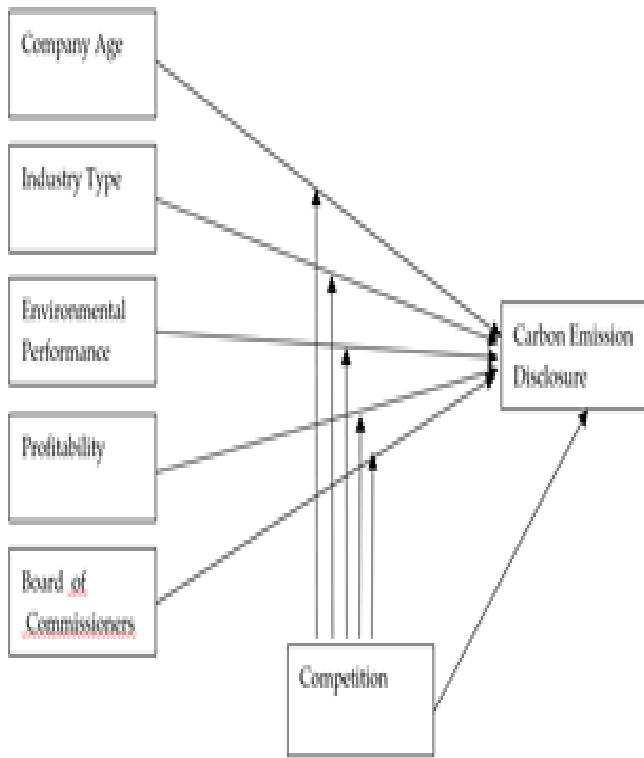 Company Age
Industry Type
Environmental
Performance
Profitability
Board of
Commissioners
Carbon Emission
Disclosure
Competition